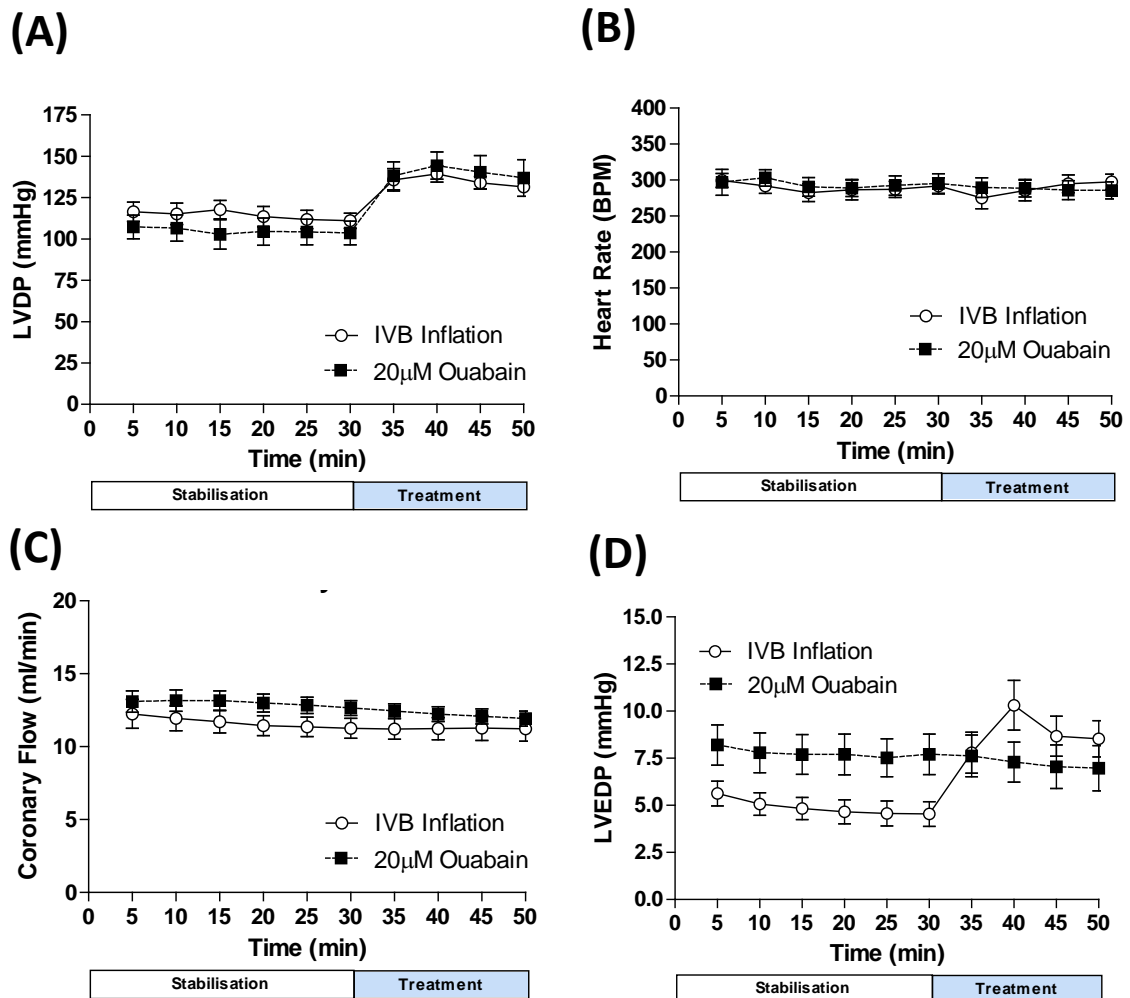 (A)
LVDP (mmHg)
175
150
125
100
75
50
25
0
IVB Inflation
20µM Ouabain
0 5 10 15 20 25 30 35 40 45 50
Time (min)
Stabilisation Treatment
(B)
Heart Rate (BPM)
400
350
300
250
200
150
100
50
0
IVB Inflation
20µM Ouabain
0 5 10 15 20 25 30 35 40 45 50
Time (min)
Stabilisation Treatment
(C)
Coronary Flow (ml/min)
20
15
10
5
0
IVB Inflation
20µM Ouabain
0 5 10 15 20 25 30 35 40 45 50
Time (min)
Stabilisation Treatment
(D)
LVEDP (mmHg)
15.0
12.5
10.0
7.5
5.0
2.5
0.0
IVB Inflation
20µM Ouabain
0 5 10 15 20 25 30 35 40 45 50
Time (min)
Stabilisation Treatment